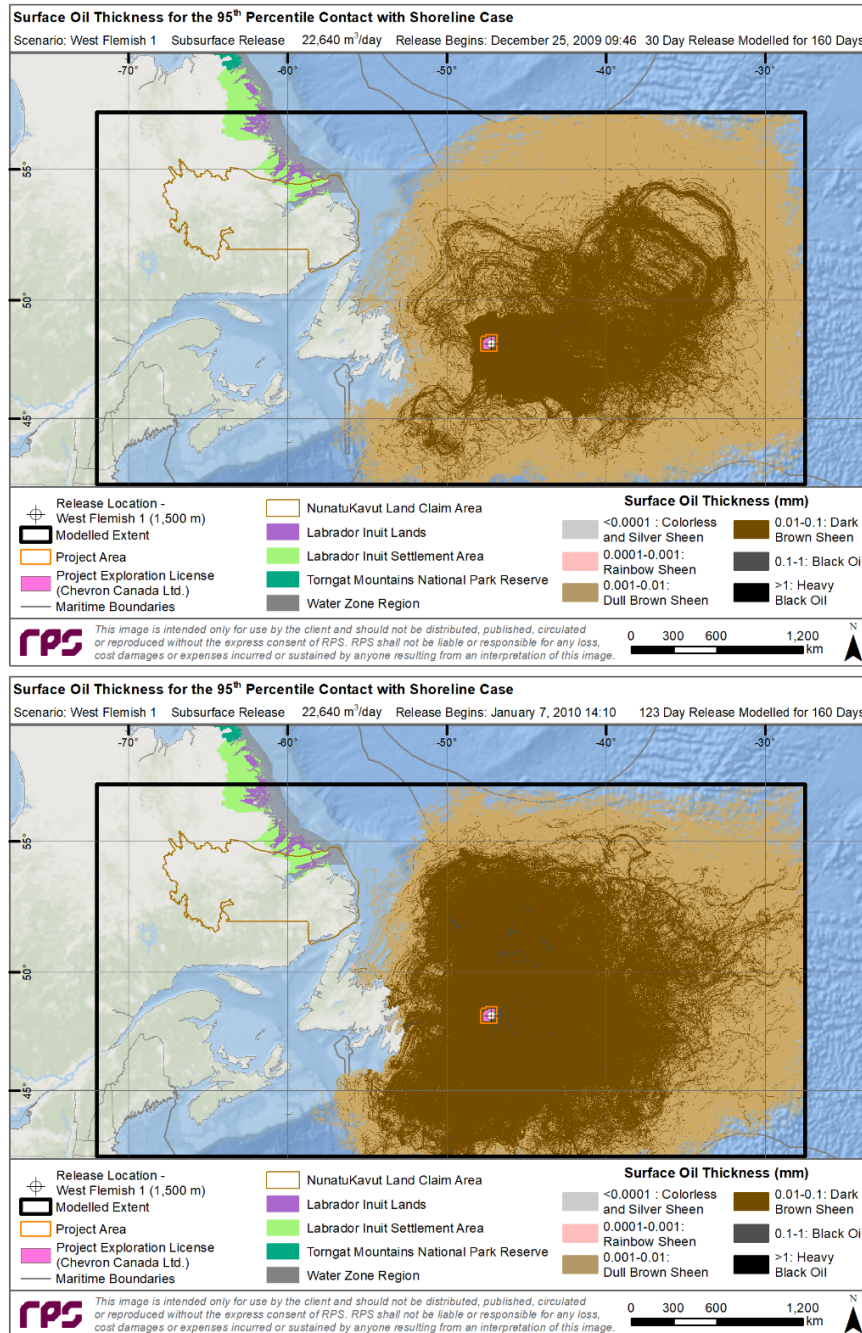 Surface Oil Thickness for the 95th Percentile Contact with Shoreline Case
Scenario: West Flemish 1 Subsurface Release 22,640 m³/day Release Begins: December 25, 2009 09:46 30 Day Release Modelled for 160 Days
-70° -60° -50° -40° -30°
55°
50°
45°
Release Location -
West Flemish 1 (1,500 m)
Modelled Extent
Project Area
Project Exploration License
(Chevron Canada Ltd.)
Maritime Boundaries
NunatuKavut Land Claim Area
Labrador Inuit Lands
Labrador Inuit Settlement Area
Torngat Mountains National Park Reserve
Water Zone Region
Surface Oil Thickness (mm)
<0.0001 : Colorless
and Silver Sheen
0.0001-0.001:
Rainbow Sheen
0.001-0.01:
Dull Brown Sheen
0.01-0.1: Dark
Brown Sheen
0.1-1: Black Oil
>1: Heavy
Black Oil
rps
This image is intended only for use by the client and should not be distributed, published, circulated
or reproduced without the express consent of RPS. RPS shall not be liable or responsible for any loss,
cost damages or expenses incurred or sustained by anyone resulting from an interpretation of this image.
0 300 600 1,200
km
N
Surface Oil Thickness for the 95th Percentile Contact with Shoreline Case
Scenario: West Flemish 1 Subsurface Release 22,640 m³/day Release Begins: January 7, 2010 14:10 123 Day Release Modelled for 160 Days
-70° -60° -50° -40° -30°
55°
50°
45°
Release Location -
West Flemish 1 (1,500 m)
Modelled Extent
Project Area
Project Exploration License
(Chevron Canada Ltd.)
Maritime Boundaries
NunatuKavut Land Claim Area
Labrador Inuit Lands
Labrador Inuit Settlement Area
Torngat Mountains National Park Reserve
Water Zone Region
Surface Oil Thickness (mm)
<0.0001 : Colorless
and Silver Sheen
0.0001-0.001:
Rainbow Sheen
0.001-0.01:
Dull Brown Sheen
0.01-0.1: Dark
Brown Sheen
0.1-1: Black Oil
>1: Heavy
Black Oil
rps
This image is intended only for use by the client and should not be distributed, published, circulated
or reproduced without the express consent of RPS. RPS shall not be liable or responsible for any loss,
cost damages or expenses incurred or sustained by anyone resulting from an interpretation of this image.
0 300 600 1,200
km
N